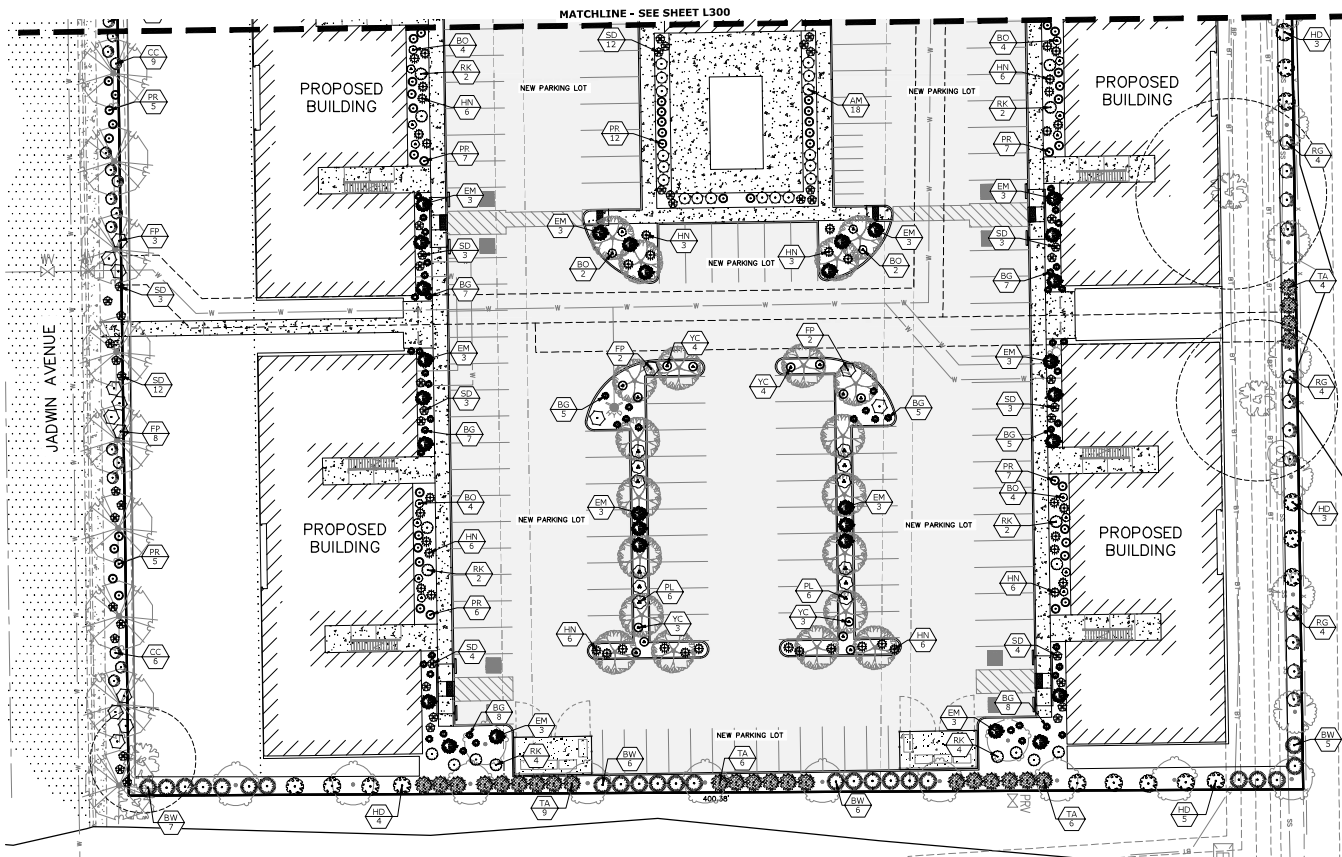 MATCHLINE - SEE SHEET L300
CC
9
PR
5
FP
3
SD
3
SD
12
FP
8
PR
5
CC
6
JADWIN AVENUE
PROPOSED
BUILDING
PROPOSED
BUILDING
BO
4
RK
2
HN
6
PR
7
EM
3
SD
3
BG
7
EM
3
SD
3
BG
7
BO
4
HN
6
RK
2
PR
6
SD
4
BG
8
EM
3
RK
4
NEW PARKING LOT
SD
12
PR
12
AM
18
NEW PARKING LOT
EM
3
HN
3
BO
2
NEW PARKING LOT
HN
3
EM
3
BO
2
FP
2
YC
4
BG
5
EM
3
PL
6
YC
3
HN
6
NEW PARKING LOT
FP
2
YC
4
BG
5
EM
3
PL
6
YC
3
HN
6
HN
6
NEW PARKING LOT
NEW PARKING LOT
BO
4
HN
6
RK
2
PR
7
EM
3
SD
3
BG
7
EM
3
SD
3
BG
5
PR
7
BO
4
RK
2
HN
6
SD
4
BG
8
EM
3
RK
4
PROPOSED
BUILDING
PROPOSED
BUILDING
HD
3
RG
4
TA
4
RG
4
HD
3
RG
4
BW
5
BW
7
HD
4
TA
9
BW
6
TA
6
400.38'
BW
6
PRV
TA
6
HD
5